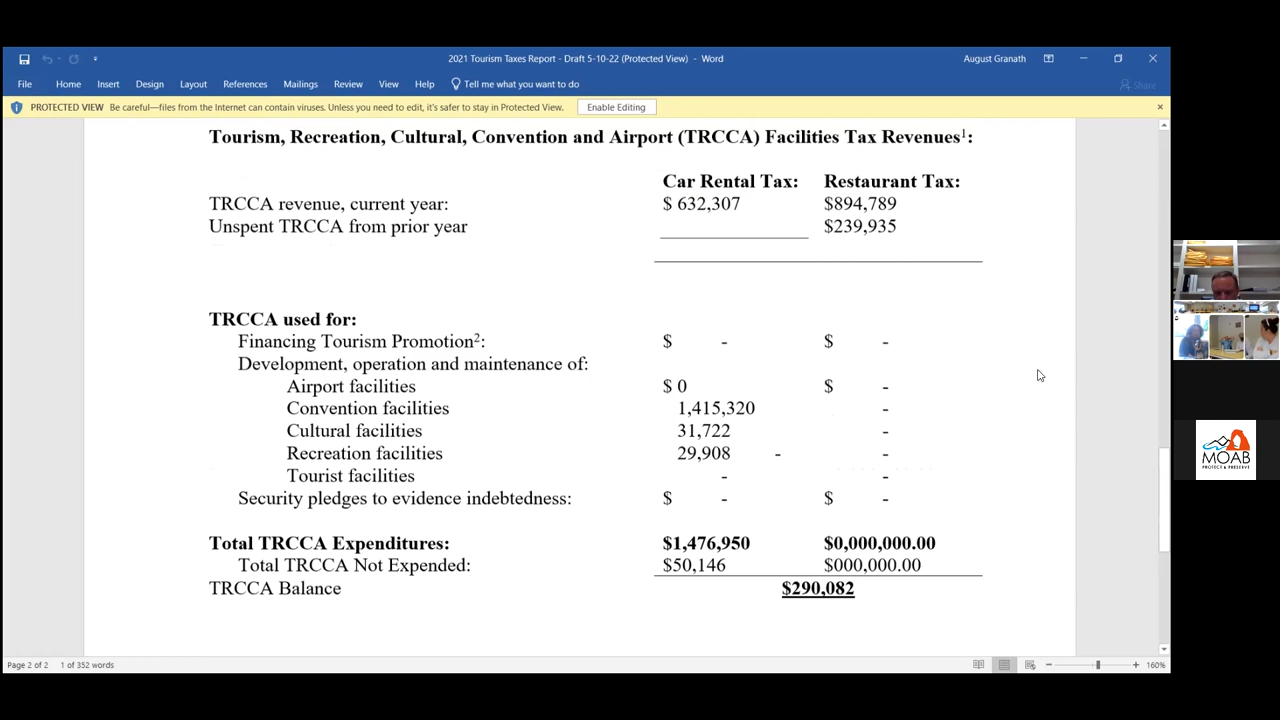 2021 Tourism Taxes Report - Draft 5-10-22 (Protected View) - Word
August Granath
File Home Insert Design Layout References Mailings Review View Help Tell me what you want to do Share
PROTECTED VIEW Be careful—files from the Internet can contain viruses. Unless you need to edit, it's safer to stay in Protected View. Enable Editing
Tourism, Recreation, Cultural, Convention and Airport (TRCCA) Facilities Tax Revenues¹:
Car Rental Tax: Restaurant Tax:
TRCCA revenue, current year: $ 632,307 $894,789
Unspent TRCCA from prior year $239,935
TRCCA used for:
Financing Tourism Promotion²: $ - $ -
Development, operation and maintenance of:
Airport facilities $ 0 $ -
Convention facilities 1,415,320 -
Cultural facilities 31,722 -
Recreation facilities 29,908 - -
Tourist facilities - -
Security pledges to evidence indebtedness: $ - $ -
Total TRCCA Expenditures: $1,476,950 $0,000,000.00
Total TRCCA Not Expended: $50,146 $000,000.00
TRCCA Balance $290,082
MOAB
PROTECT & PRESERVE
Page 2 of 2 1 of 352 words 160%